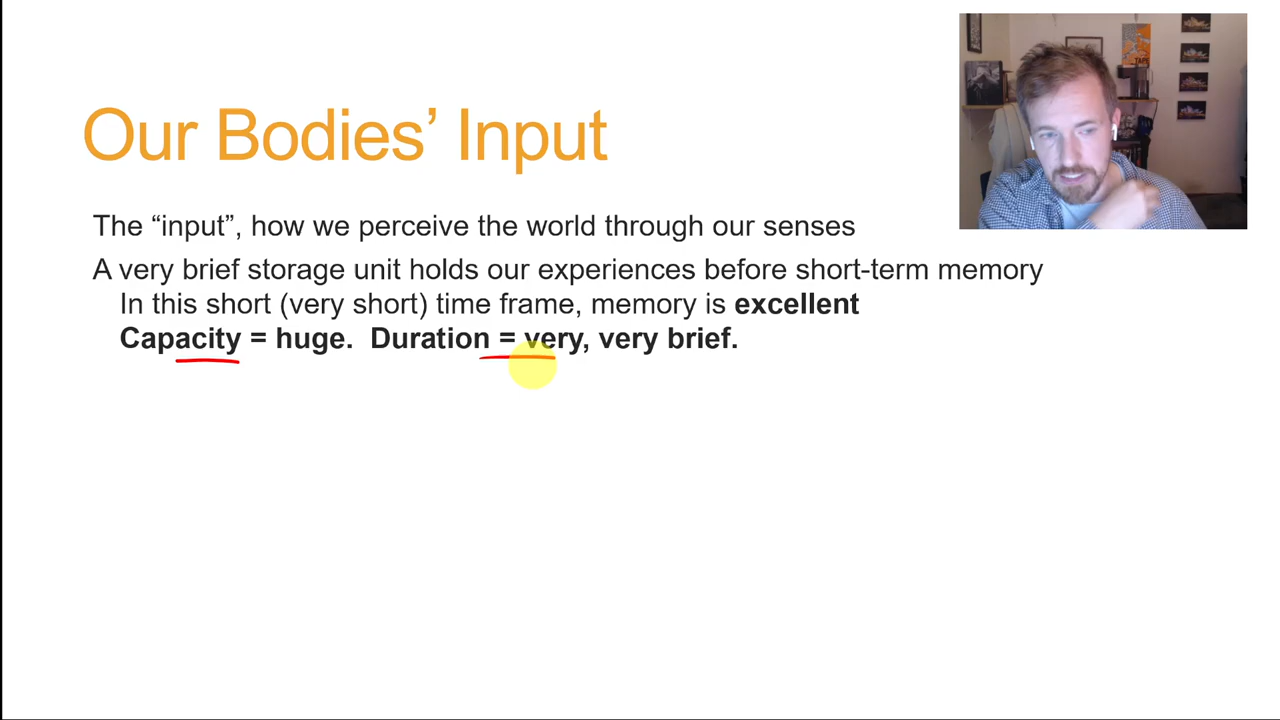 Our Bodies’ Input
The “input”, how we perceive the world through our senses
A very brief storage unit holds our experiences before short-term memory
In this short (very short) time frame, memory is excellent
Capacity = huge. Duration = very, very brief.
TAPE